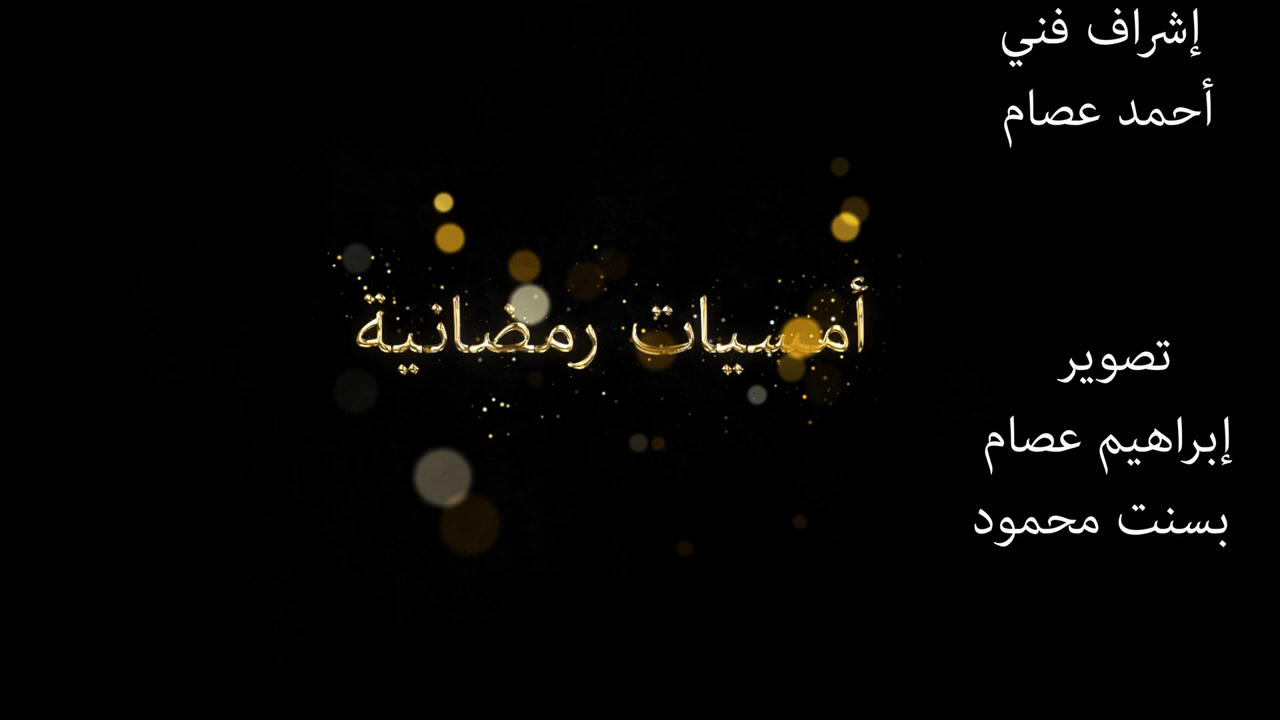 إشراف فني
أحمد عصام
أمسيات رمضانية
تصوير
إبراهيم عصام
بسنت محمود